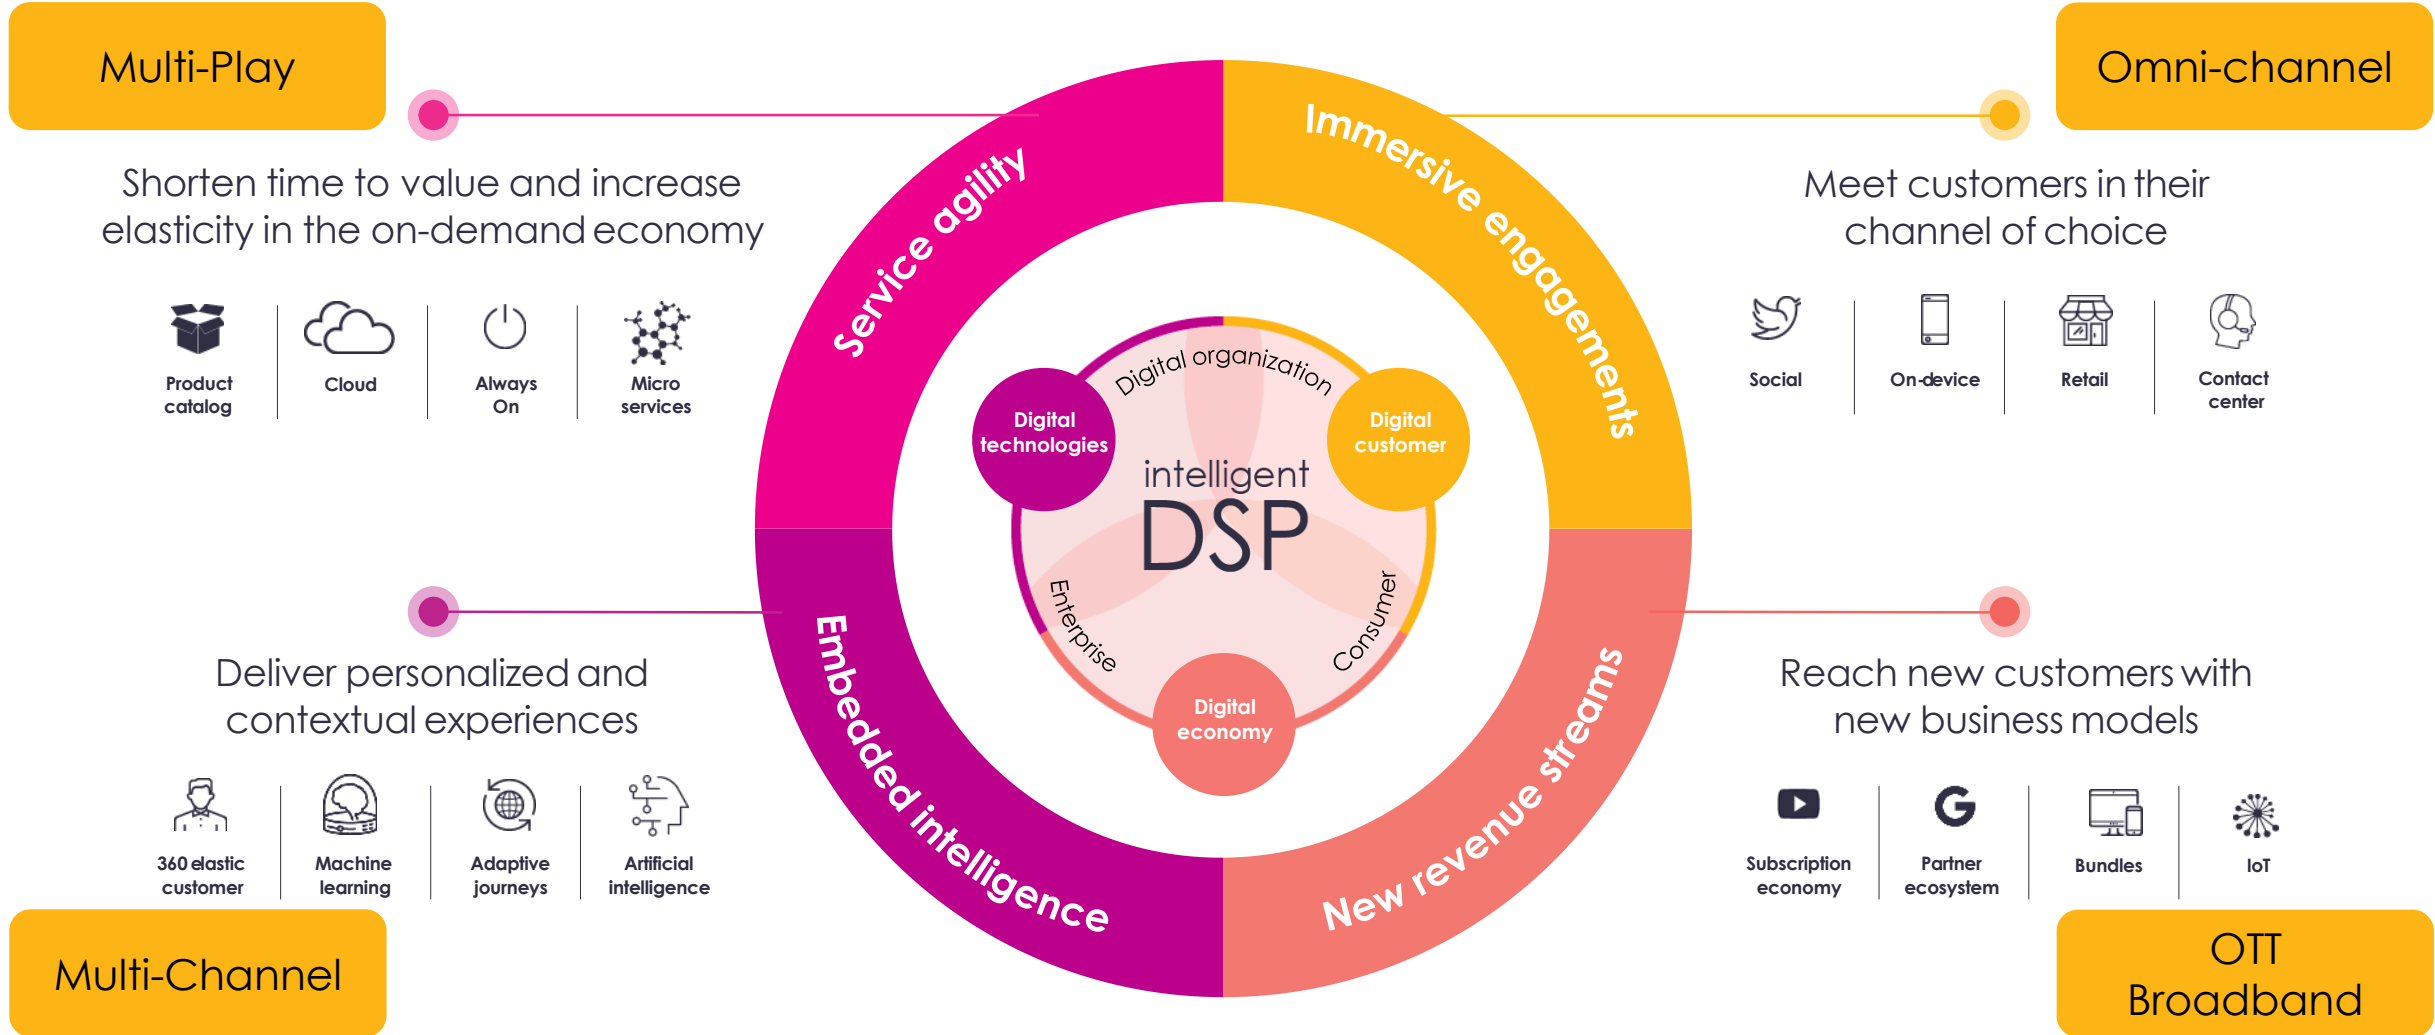 Multi-Play
Omni-channel
Shorten time to value and increase
elasticity in the on-demand economy
Product
catalog
Cloud
Always
On
Micro
services
Meet customers in their
channel of choice
Social
On-device
Retail
Contact
center
Service agility
Immersive engagements
Digital organization
Digital
technologies
Digital
customer
intelligent
DSP
Enterprise
Consumer
Digital
economy
Embedded intelligence
New revenue streams
Deliver personalized and
contextual experiences
360 elastic
customer
Machine
learning
Adaptive
journeys
Artificial
intelligence
Reach new customers with
new business models
G
Subscription
economy
Partner
ecosystem
Bundles
IoT
Multi-Channel
OTT
Broadband